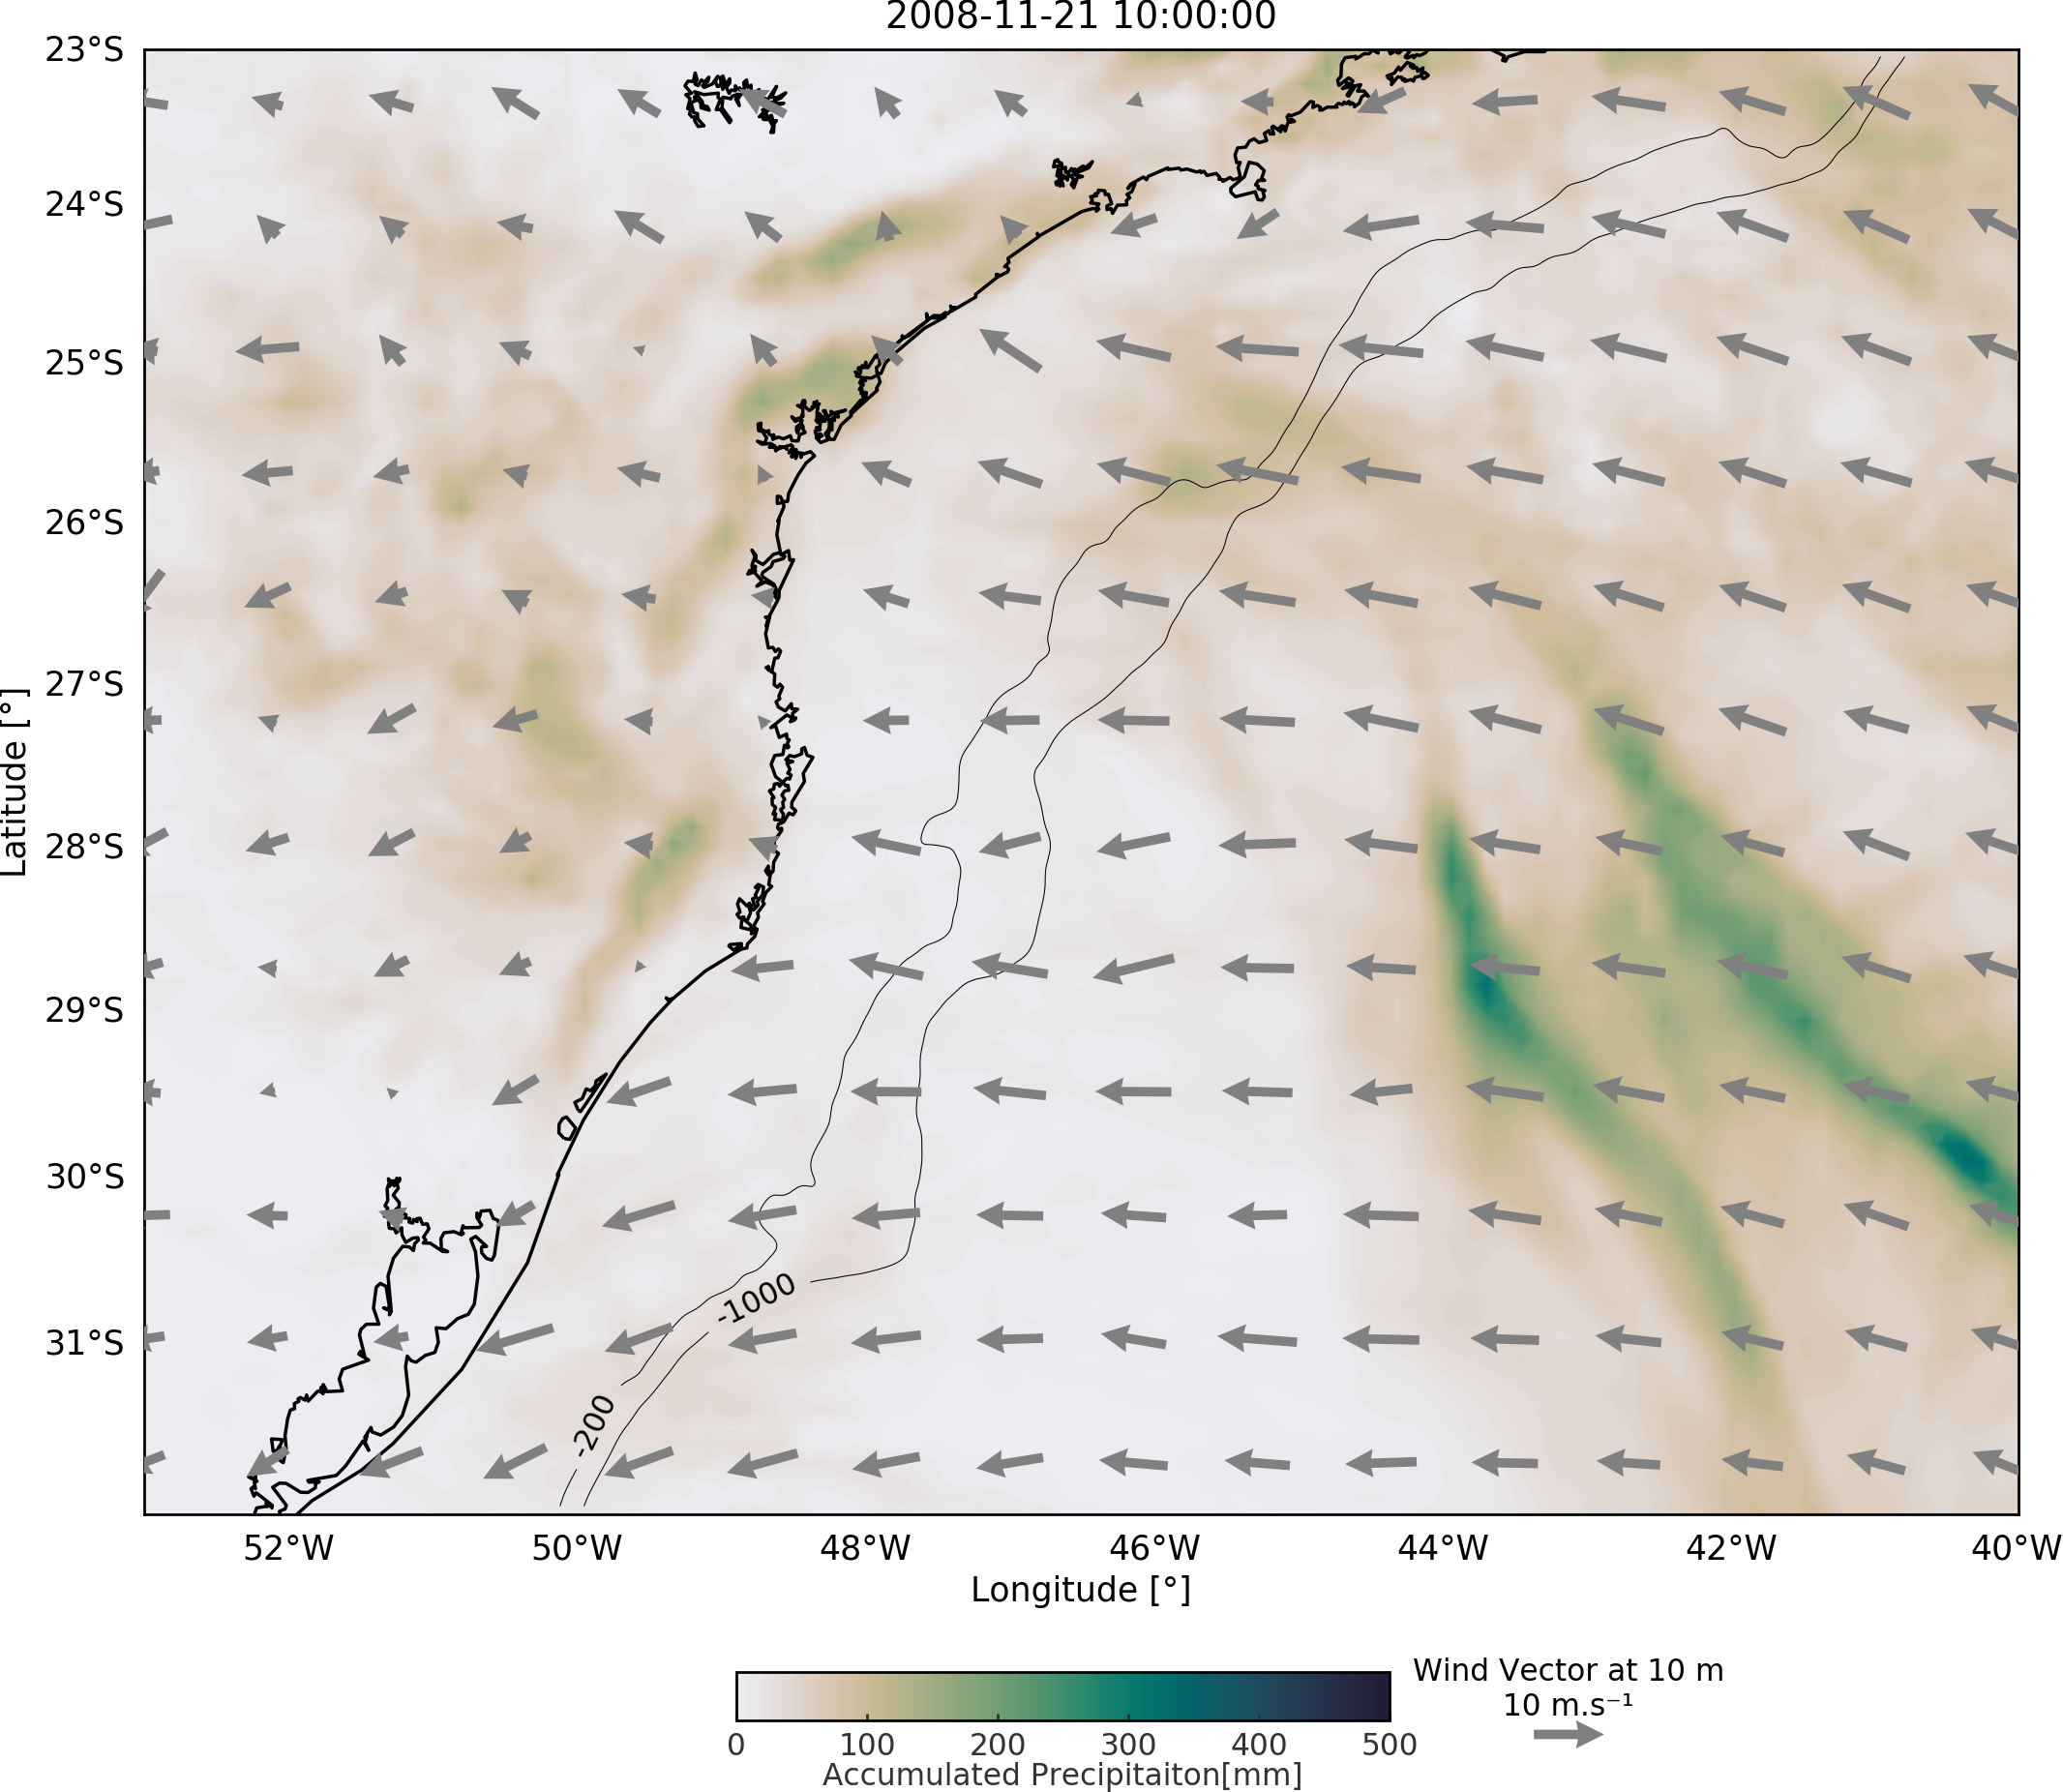 2008-11-21 10:00:00
23°S
24°S
25°S
26°S
27°S
28°S
29°S
30°S
31°S
Latitude [°]
-1000
-200
52°W 50°W 48°W 46°W 44°W 42°W 40°W
Longitude [°]
Wind Vector at 10 m
10 m.s⁻¹
0 100 200 300 400 500
Accumulated Precipitaiton[mm]